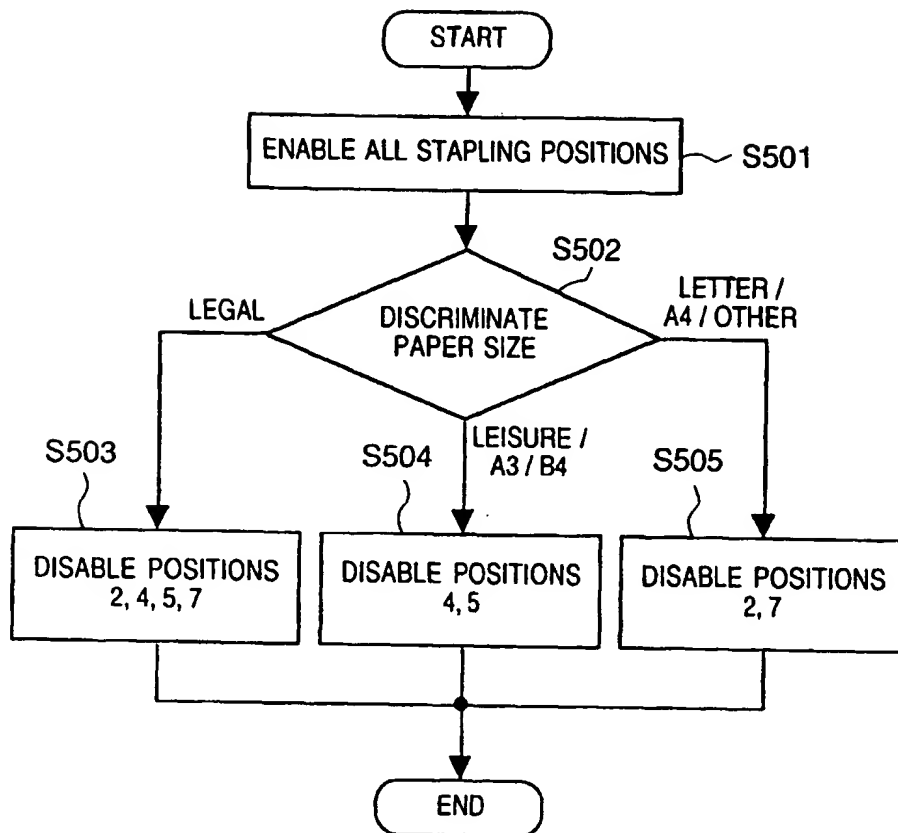 START
ENABLE ALL STAPLING POSITIONS
S501
S502
LEGAL
DISCRIMINATE
PAPER SIZE
LETTER /
A4 / OTHER
LEISURE /
A3 / B4
S503
DISABLE POSITIONS
2, 4, 5, 7
S504
DISABLE POSITIONS
4, 5
S505
DISABLE POSITIONS
2, 7
END